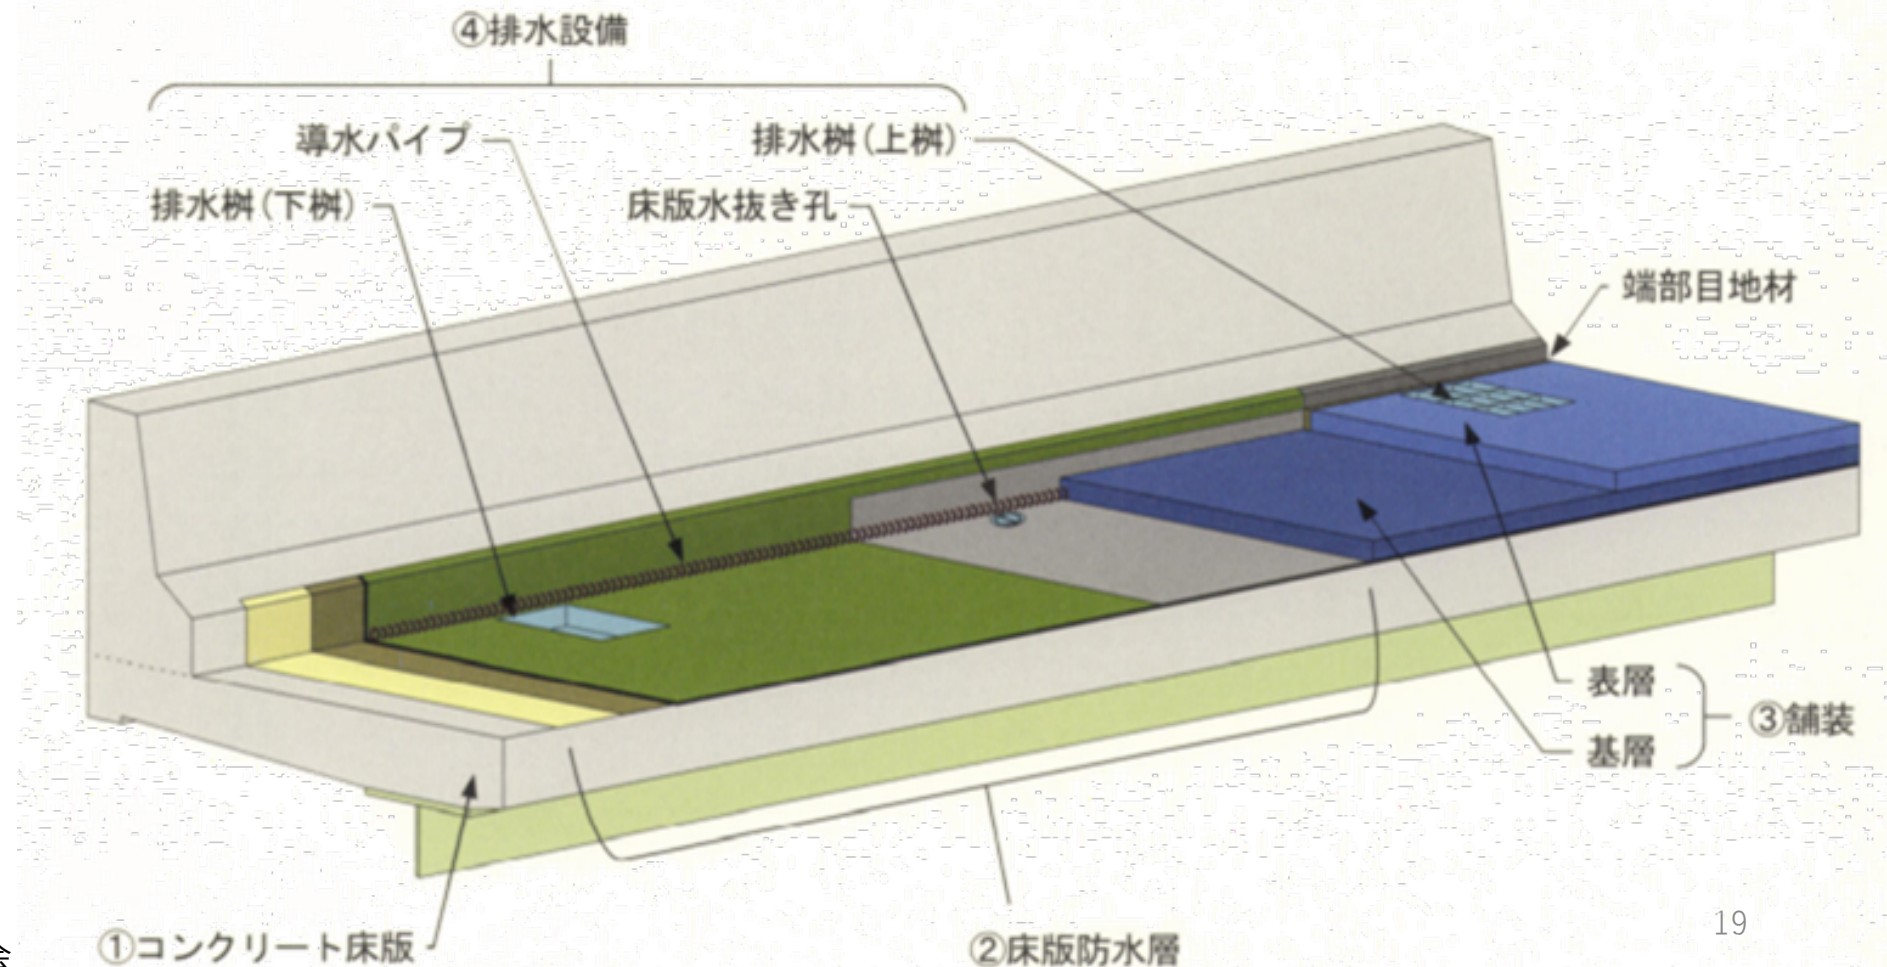 ④排水設備
導水パイプ
排水桝(上桝)
排水桝(下桝)
床版水抜き孔
端部目地材
表層
③舗装
基層
19
①コンクリート床版
②床版防水層